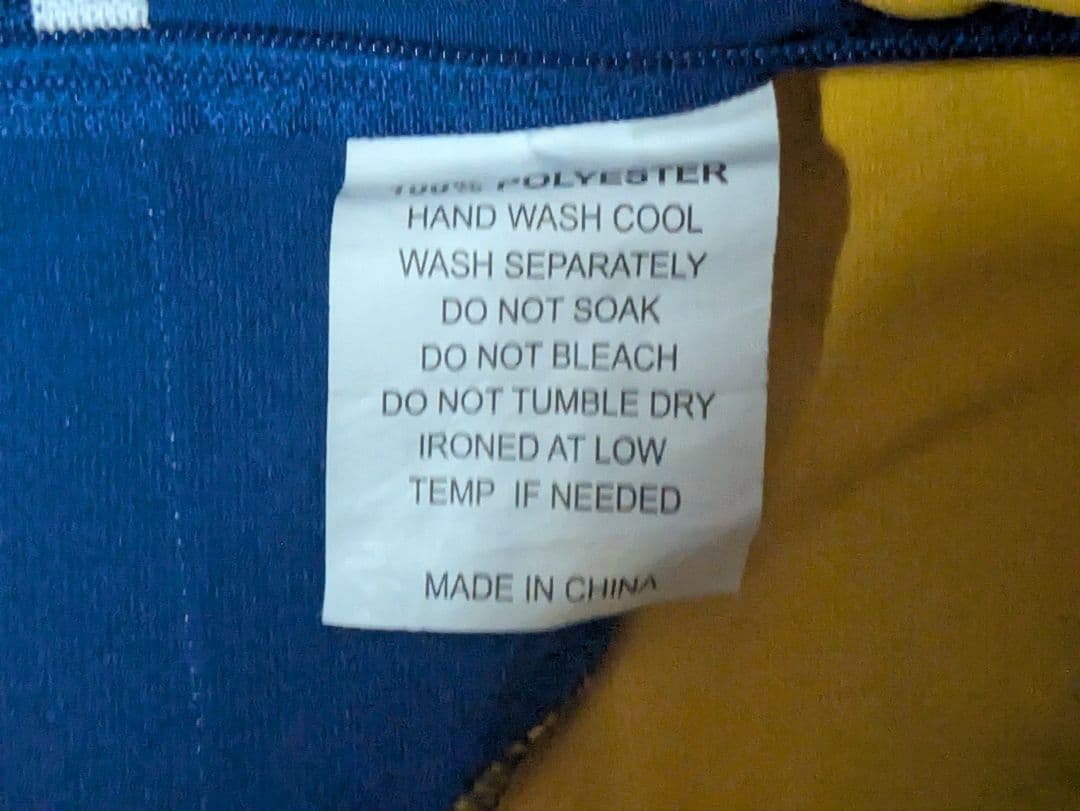 100% POLYESTER
HAND WASH COOL
WASH SEPARATELY
DO NOT SOAK
DO NOT BLEACH
DO NOT TUMBLE DRY
IRONED AT LOW
TEMP IF NEEDED
MADE IN CHINA